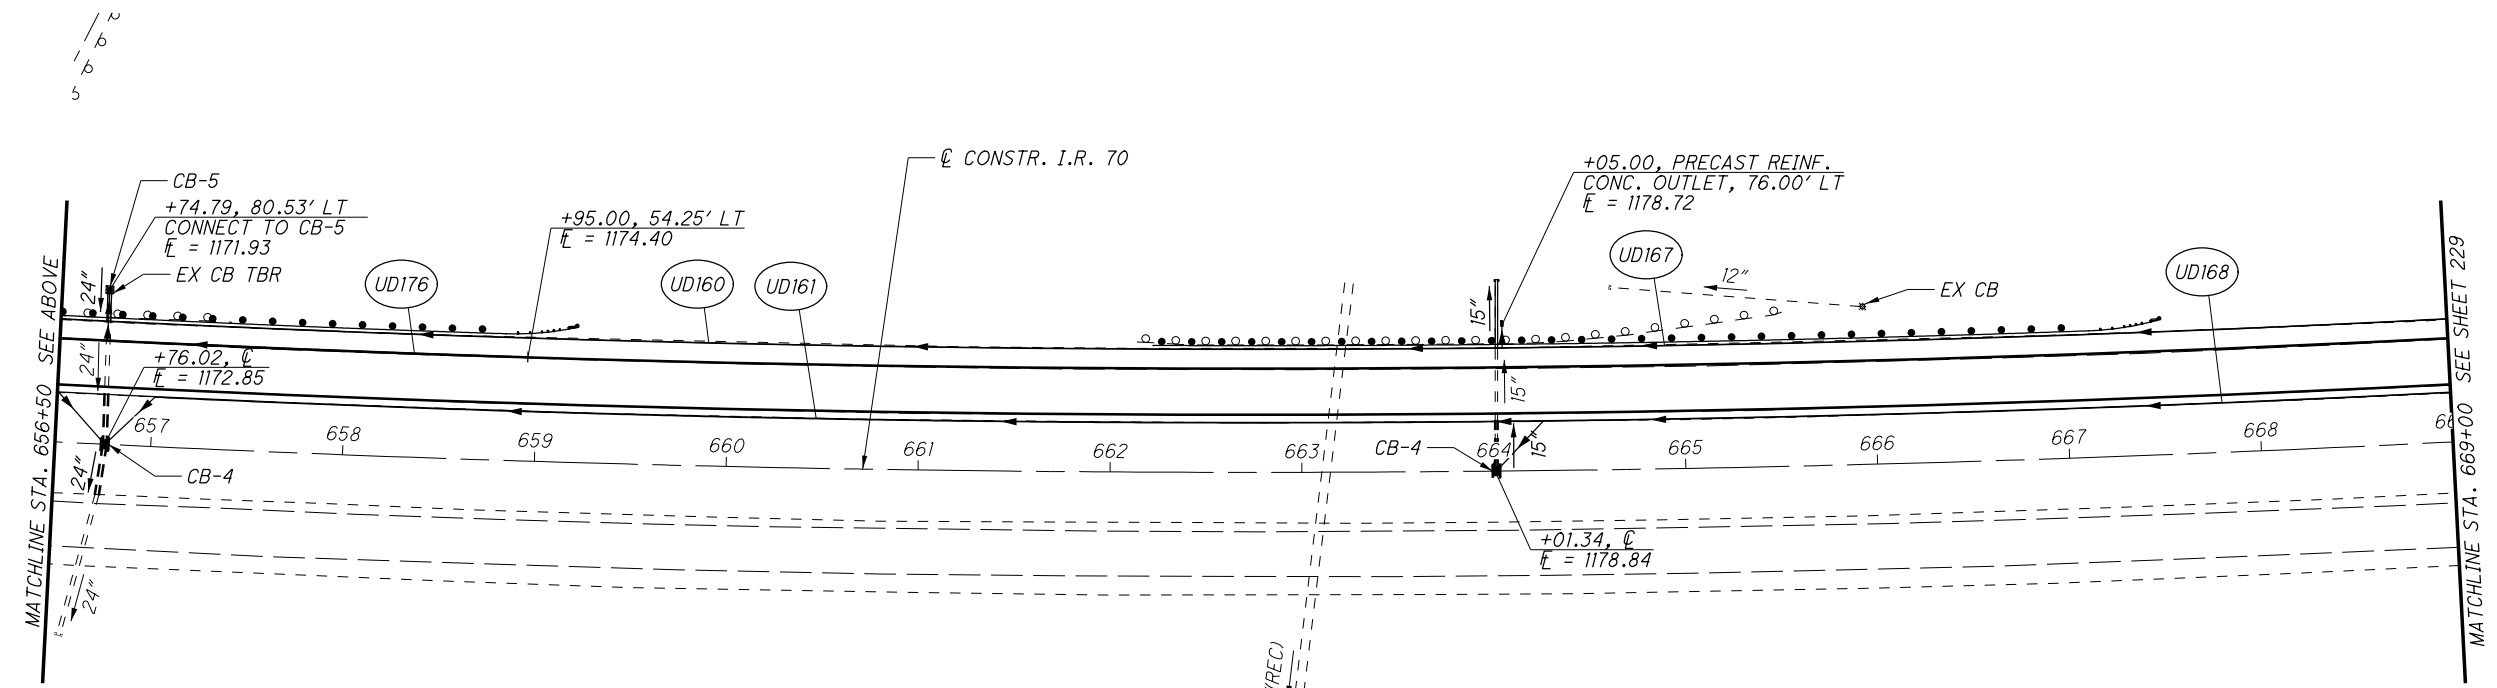 CB-5
+74.79, 80.53' LT
CONNECT TO CB-5
℄ = 1171.93
EX CB TBR
24"
24"
+76.02, ℄
℄ = 1172.85
UD176
+95.00, 54.25' LT
℄ = 1174.40
UD160
UD161
℄ CONSTR. I.R. 70
+05.00, PRECAST REINF.
CONC. OUTLET, 76.00' LT
℄ = 1178.72
UD167
12"
EX CB
UD168
15"
15"
15"
657
658
659
660
661
662
663
664
665
666
667
668
66
CB-4
CB-4
24"
24"
+01.34, ℄
℄ = 1178.84
MATCHLINE STA. 656+50 SEE ABOVE
MATCHLINE STA. 669+00 SEE SHEET 229
REC)